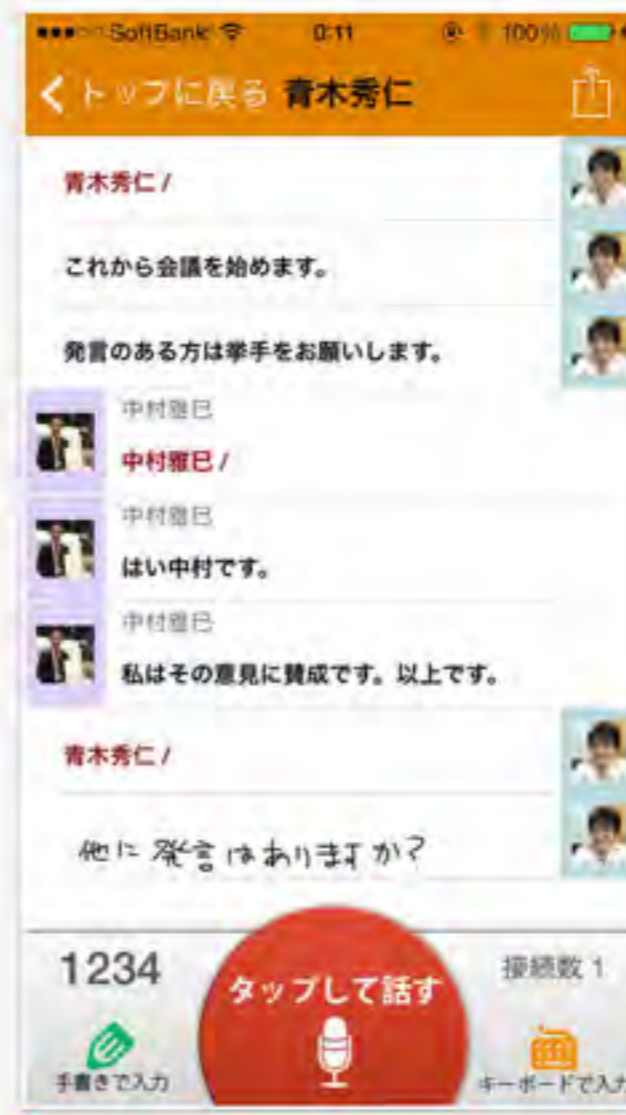 SoftBank 0:11 100%
トップに戻る 青木秀仁
青木秀仁 /
これから会議を始めます。
発言のある方は挙手をお願いします。
中村雅巳
中村雅巳 /
中村雅巳
はい中村です。
中村雅巳
私はその意見に賛成です。以上です。
青木秀仁 /
他に発言はありますか?
1234
タップして話す
接続数 1
手書きで入力
キーボードで入力